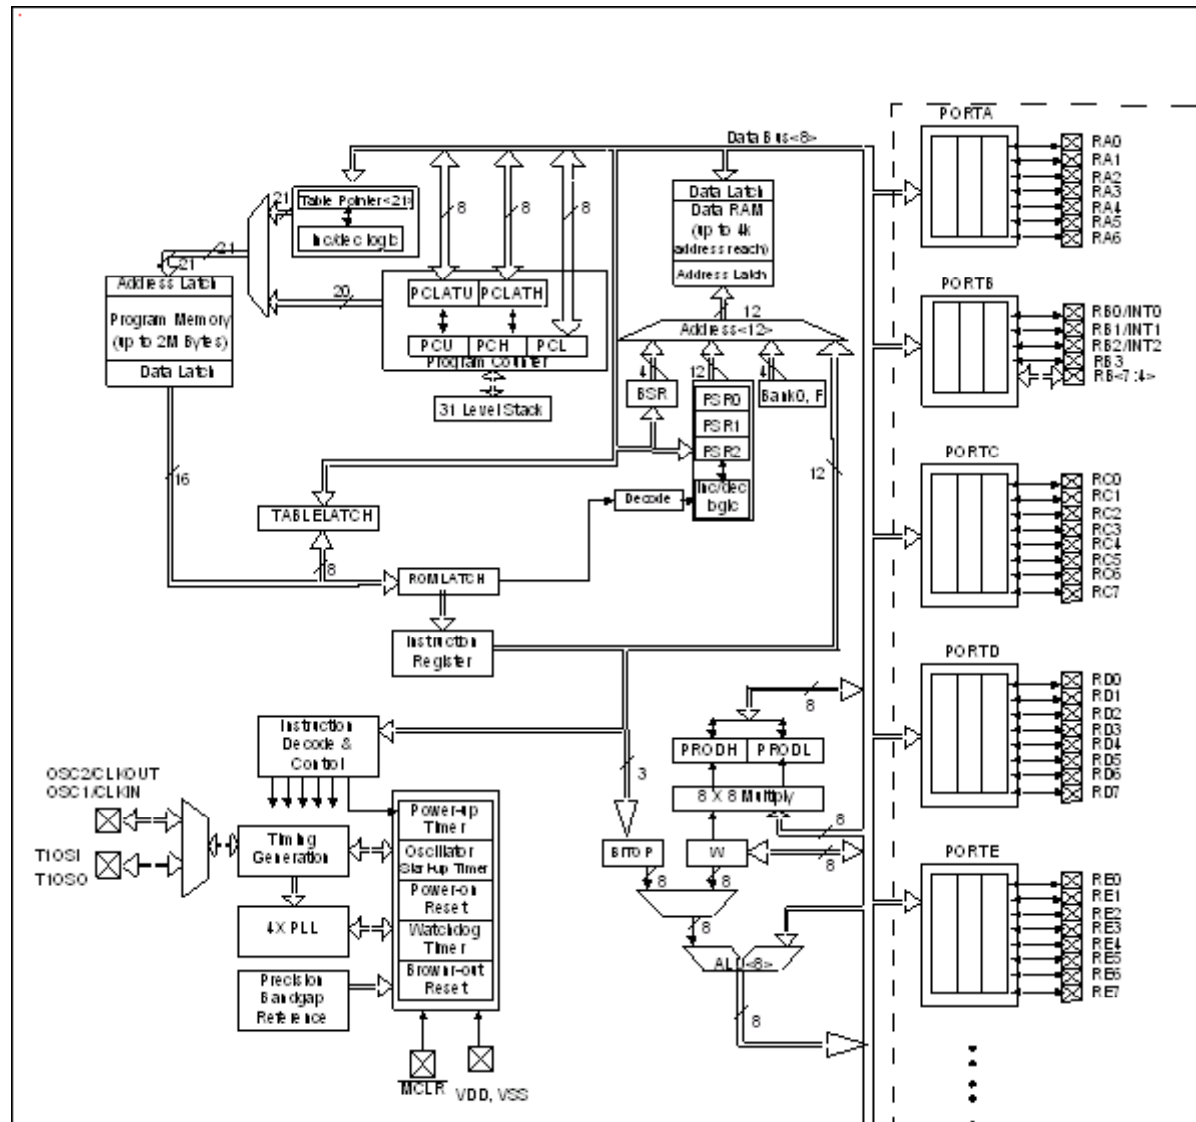 PORTA
Data Bus<8>
RA0
RA1
RA2
RA3
RA4
RA5
RA6
21
Table Pointer<21>
Inc/dec logic
8
8
8
Data Latch
Data RAM
(up to 4k
address reach)
Address Latch
21
21
20
PCLATU
PCLATH
12
Address<12>
PORTB
RB0/INT0
RB1/INT1
RB2/INT2
RB3
RB<7:4>
Address Latch
Program Memory
(up to 2M Bytes)
Data Latch
PCU
PCH
PCL
Program Counter
31 Level Stack
4
12
4
BSR
FSR0
FSR1
FSR2
Bank0, F
Inc/dec
logic
12
16
PORTC
RC0
RC1
RC2
RC3
RC4
RC5
RC6
RC7
Decode
TABLELATCH
8
ROMLATCH
Instruction
Register
PORTD
RD0
RD1
RD2
RD3
RD4
RD5
RD6
RD7
8
Instruction
Decode &
Control
PRODH
PRODL
3
8 X 8 Multiply
8
OSC2/CLKOUT
OSC1/CLKIN
T1OSI
T1OSO
Timing
Generation
Power-up
Timer
Oscillator
Start-up Timer
Power-on
Reset
Watchdog
Timer
Brown-out
Reset
BITOP
W
8
8
8
8
4X PLL
Precision
Bandgap
Reference
8
PORTE
RE0
RE1
RE2
RE3
RE4
RE5
RE6
RE7
MCLR
VDD, VSS